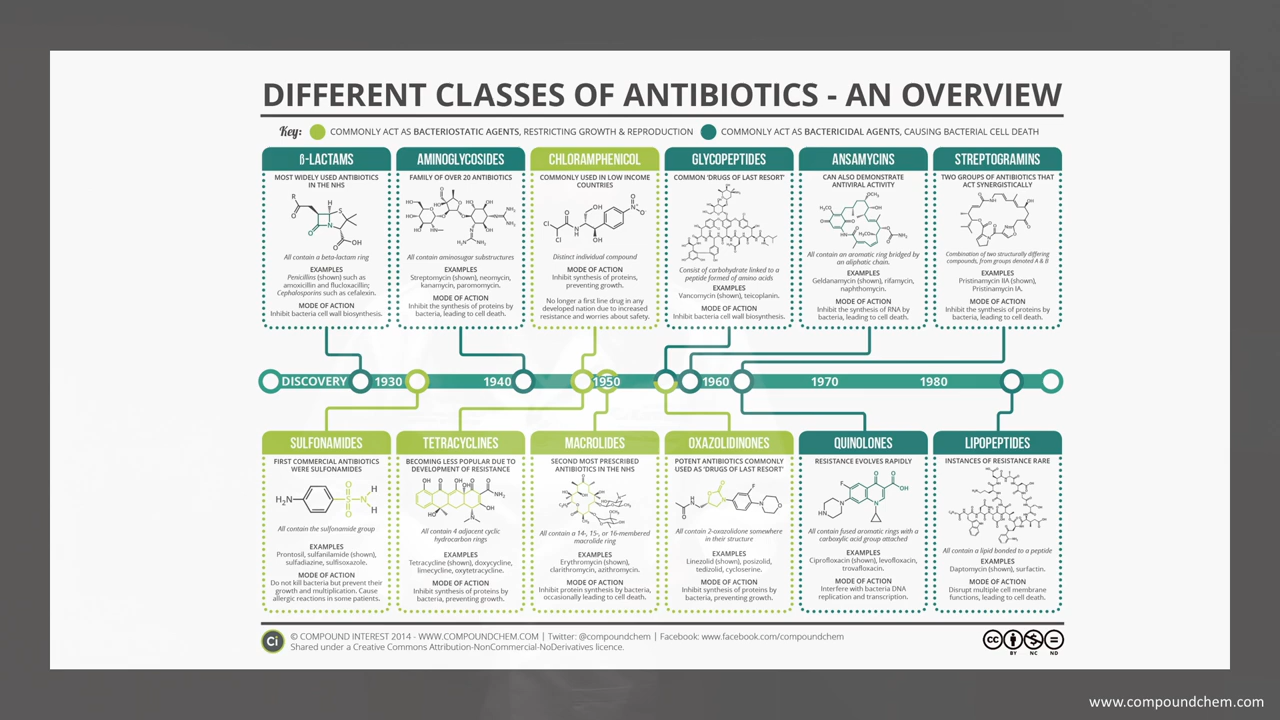 DIFFERENT CLASSES OF ANTIBIOTICS - AN OVERVIEW
Key: COMMONLY ACT AS BACTERIOSTATIC AGENTS, RESTRICTING GROWTH & REPRODUCTION COMMONLY ACT AS BACTERICIDAL AGENTS, CAUSING BACTERIAL CELL DEATH
β-LACTAMS
MOST WIDELY USED ANTIBIOTICS
IN THE NHS
All contain a beta-lactam ring
EXAMPLES
Penicillins (shown) such as
amoxicillin and flucloxacillin;
Cephalosporins such as cefalexin.
MODE OF ACTION
Inhibit bacteria cell wall biosynthesis.
AMINOGLYCOSIDES
FAMILY OF OVER 20 ANTIBIOTICS
All contain aminosugar substructures
EXAMPLES
Streptomycin (shown), neomycin,
kanamycin, paromomycin.
MODE OF ACTION
Inhibit the synthesis of proteins by
bacteria, leading to cell death.
CHLORAMPHENICOL
COMMONLY USED IN LOW INCOME
COUNTRIES
Distinct individual compound
MODE OF ACTION
Inhibit synthesis of proteins,
preventing growth.
No longer a first line drug in any
developed nation due to increased
resistance and worries about safety.
GLYCOPEPTIDES
COMMON 'DRUGS OF LAST RESORT'
Consist of carbohydrate linked to a
peptide formed of amino acids
EXAMPLES
Vancomycin (shown), teicoplanin.
MODE OF ACTION
Inhibit bacteria cell wall biosynthesis.
ANSAMYCINS
CAN ALSO DEMONSTRATE
ANTIVIRAL ACTIVITY
All contain an aromatic ring bridged by
an aliphatic chain.
EXAMPLES
Geldanamycin (shown), rifamycin,
naphthomycin.
MODE OF ACTION
Inhibit the synthesis of RNA by
bacteria, leading to cell death.
STREPTOGRAMINS
TWO GROUPS OF ANTIBIOTICS THAT
ACT SYNERGISTICALLY
Combination of two structurally differing
compounds, from groups denoted A & B
EXAMPLES
Pristinamycin IIA (shown),
Pristinamycin IA.
MODE OF ACTION
Inhibit the synthesis of proteins by
bacteria, leading to cell death.
DISCOVERY 1930 1940 1950 1960 1970 1980
SULFONAMIDES
FIRST COMMERCIAL ANTIBIOTICS
WERE SULFONAMIDES
All contain the sulfonamide group
EXAMPLES
Prontosil, sulfanilamide (shown),
sulfadiazine, sulfisoxazole.
MODE OF ACTION
Do not kill bacteria but prevent their
growth and multiplication. Cause
allergic reactions in some patients.
TETRACYCLINES
BECOMING LESS POPULAR DUE TO
DEVELOPMENT OF RESISTANCE
All contain 4 adjacent cyclic
hydrocarbon rings
EXAMPLES
Tetracycline (shown), doxycycline,
limecycline, oxytetracycline.
MODE OF ACTION
Inhibit synthesis of proteins by
bacteria, preventing growth.
MACROLIDES
SECOND MOST PRESCRIBED
ANTIBIOTICS IN THE NHS
All contain a 14-, 15-, or 16-membered
macrolide ring
EXAMPLES
Erythromycin (shown),
clarithromycin, azithromycin.
MODE OF ACTION
Inhibit protein synthesis by bacteria,
occasionally leading to cell death.
OXAZOLIDINONES
POTENT ANTIBIOTICS COMMONLY
USED AS 'DRUGS OF LAST RESORT'
All contain 2-oxazolidone somewhere
in their structure
EXAMPLES
Linezolid (shown), posizolid,
tedizolid, cycloserine.
MODE OF ACTION
Inhibit synthesis of proteins by
bacteria, preventing growth.
QUINOLONES
RESISTANCE EVOLVES RAPIDLY
All contain fused aromatic rings with a
carboxylic acid group attached
EXAMPLES
Ciprofloxacin (shown), levofloxacin,
trovafloxacin.
MODE OF ACTION
Interfere with bacteria DNA
replication and transcription.
LIPOPEPTIDES
INSTANCES OF RESISTANCE RARE
All contain a lipid bonded to a peptide
EXAMPLES
Daptomycin (shown), surfactin.
MODE OF ACTION
Disrupt multiple cell membrane
functions, leading to cell death.
Ci © COMPOUND INTEREST 2014 - WWW.COMPOUNDCHEM.COM | Twitter: @compoundchem | Facebook: www.facebook.com/compoundchem
Shared under a Creative Commons Attribution-NonCommercial-NoDerivatives licence.
CC BY NC ND
www.compoundchem.com